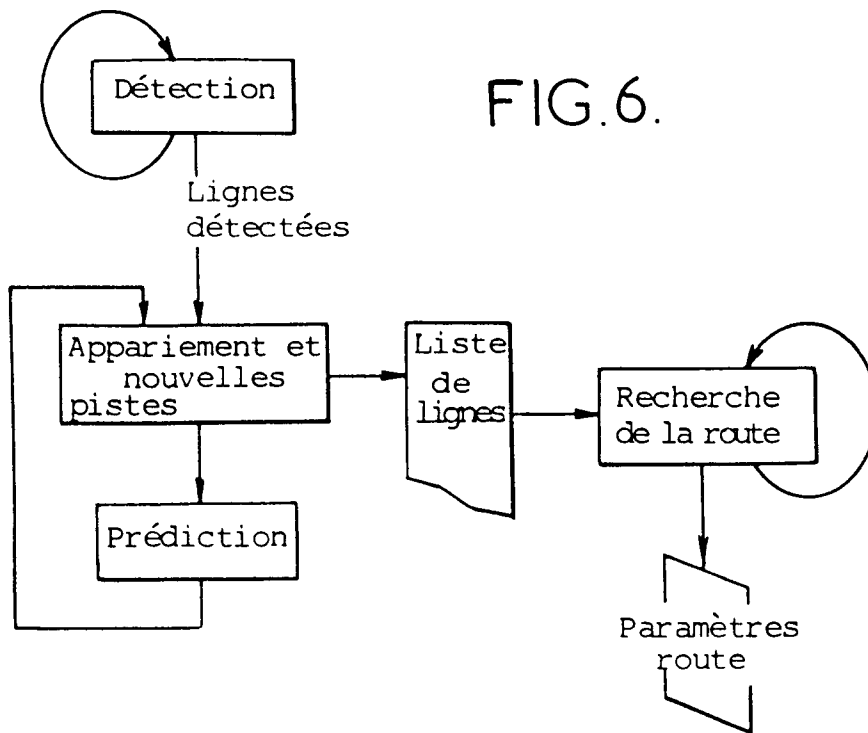 Détection
FIG.6.
Lignes
détectées
Appariement et
nouvelles
pistes
Liste
de
lignes
Recherche
de la route
Prédiction
Paramètres
route